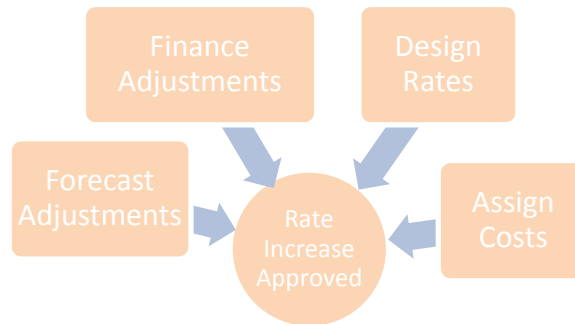 Finance
Adjustments
Design
Rates
Forecast
Adjustments
Assign
Costs
Rate
Increase
Approved